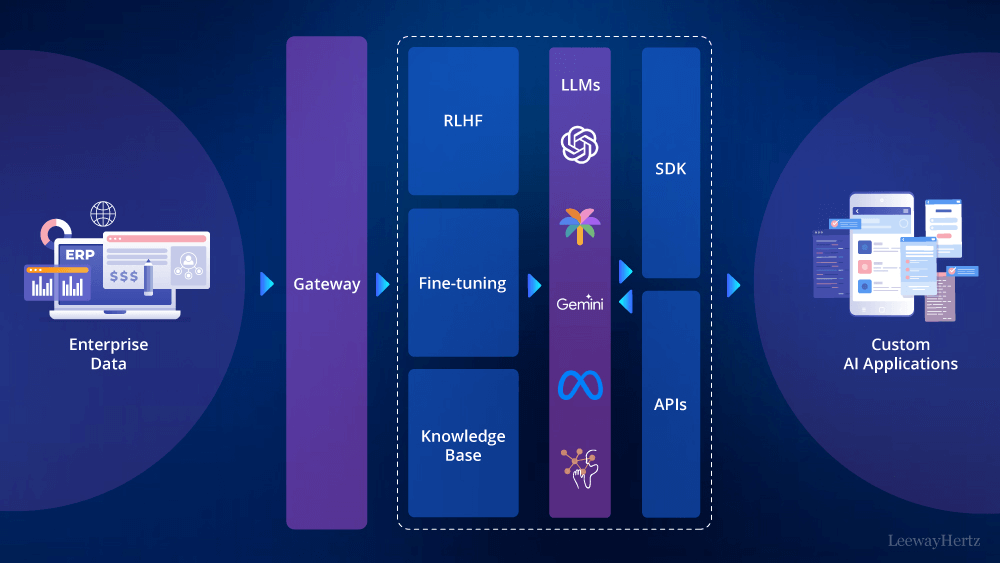 ERP
$$$
Enterprise
Data
Gateway
RLHF
Fine-tuning
Knowledge
Base
LLMs
Gemini
SDK
APIs
Custom
AI Applications
LeewayHertz